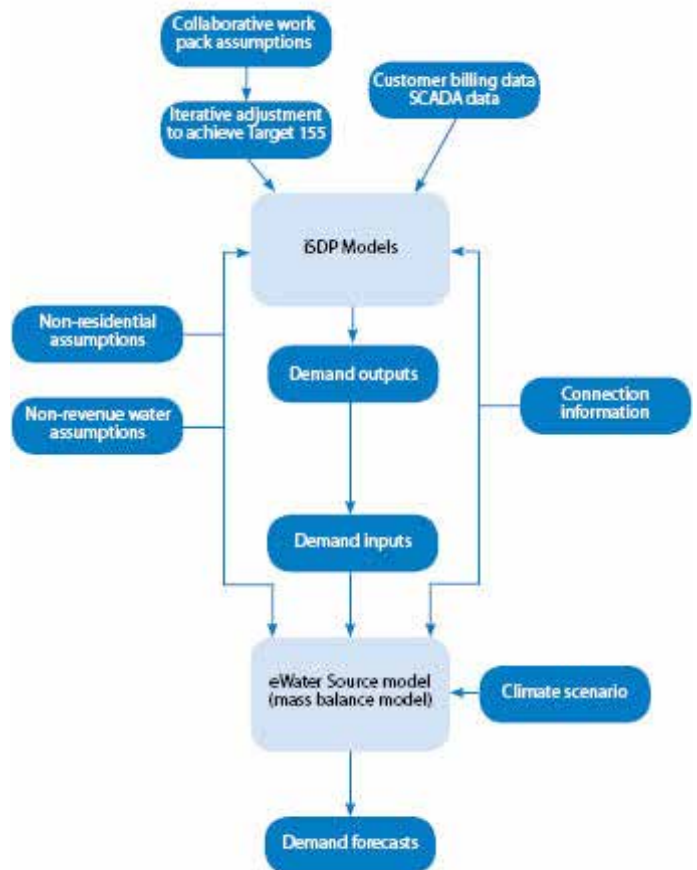 Collaborative work
pack assumptions
Customer billing data
SCADA data
Iterative adjustment
to achieve Target 155
iSDP Models
Non-residential
assumptions
Demand outputs
Connection
information
Non-revenue water
assumptions
Demand inputs
eWater Source model
(mass balance model)
Climate scenario
Demand forecasts